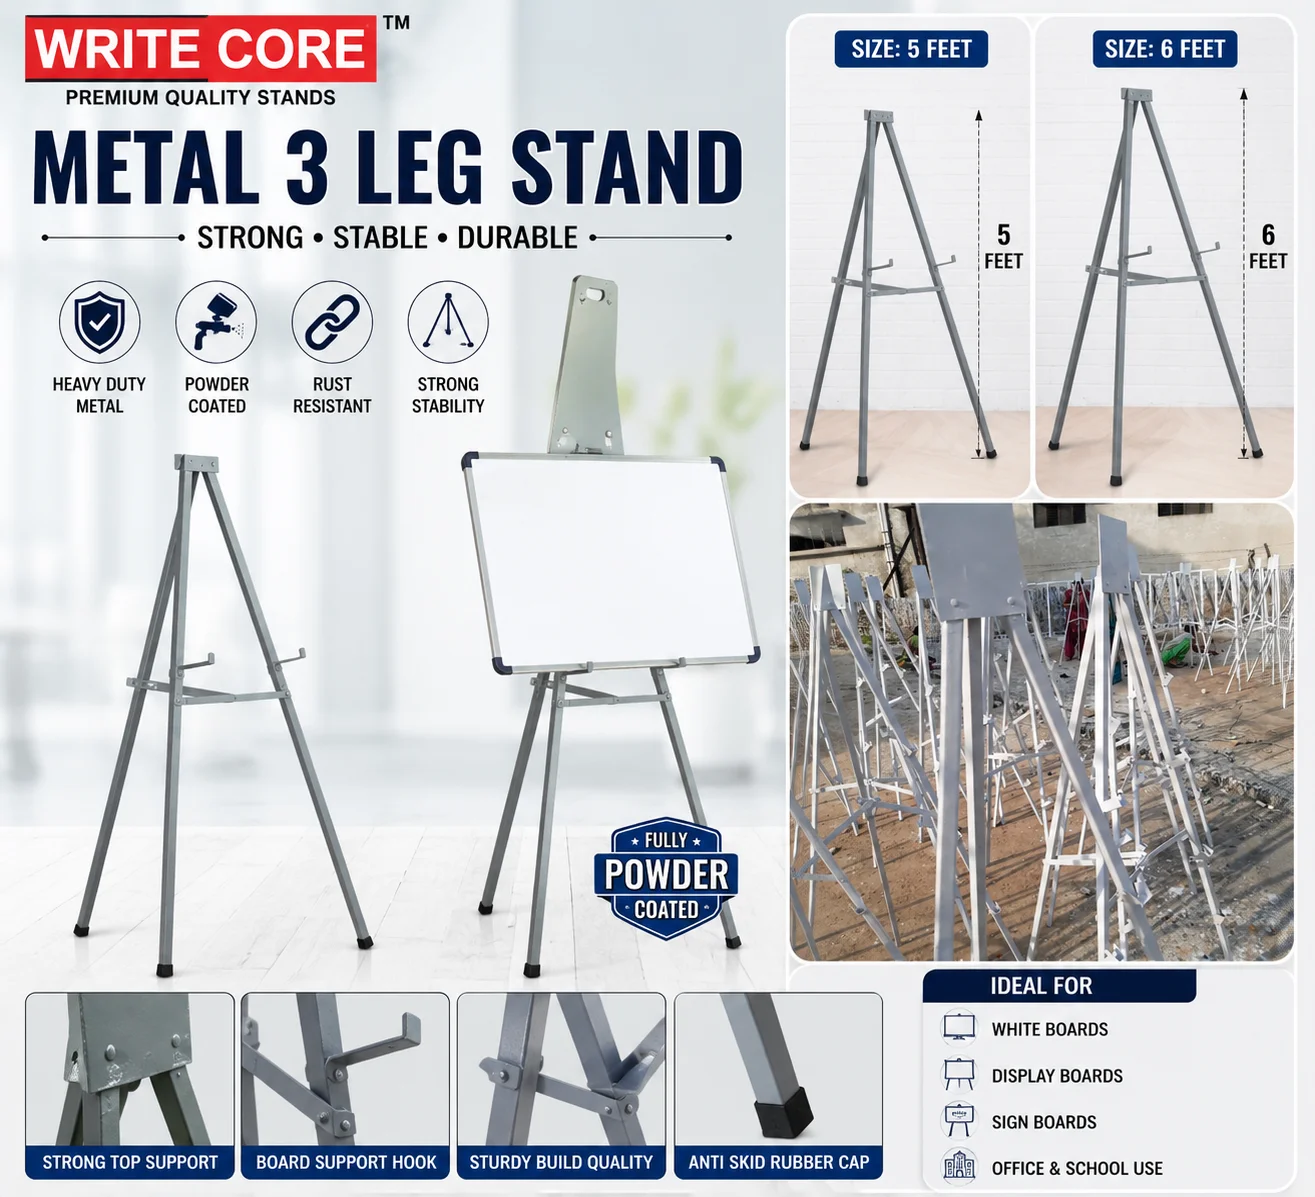 WRITE CORE ™
PREMIUM QUALITY STANDS
METAL 3 LEG STAND
STRONG • STABLE • DURABLE
HEAVY DUTY
METAL
POWDER
COATED
RUST
RESISTANT
STRONG
STABILITY
FULLY
POWDER
COATED
STRONG TOP SUPPORT
BOARD SUPPORT HOOK
STURDY BUILD QUALITY
ANTI SKID RUBBER CAP
SIZE: 5 FEET
5
FEET
SIZE: 6 FEET
6
FEET
IDEAL FOR
WHITE BOARDS
DISPLAY BOARDS
SIGN BOARDS
OFFICE & SCHOOL USE